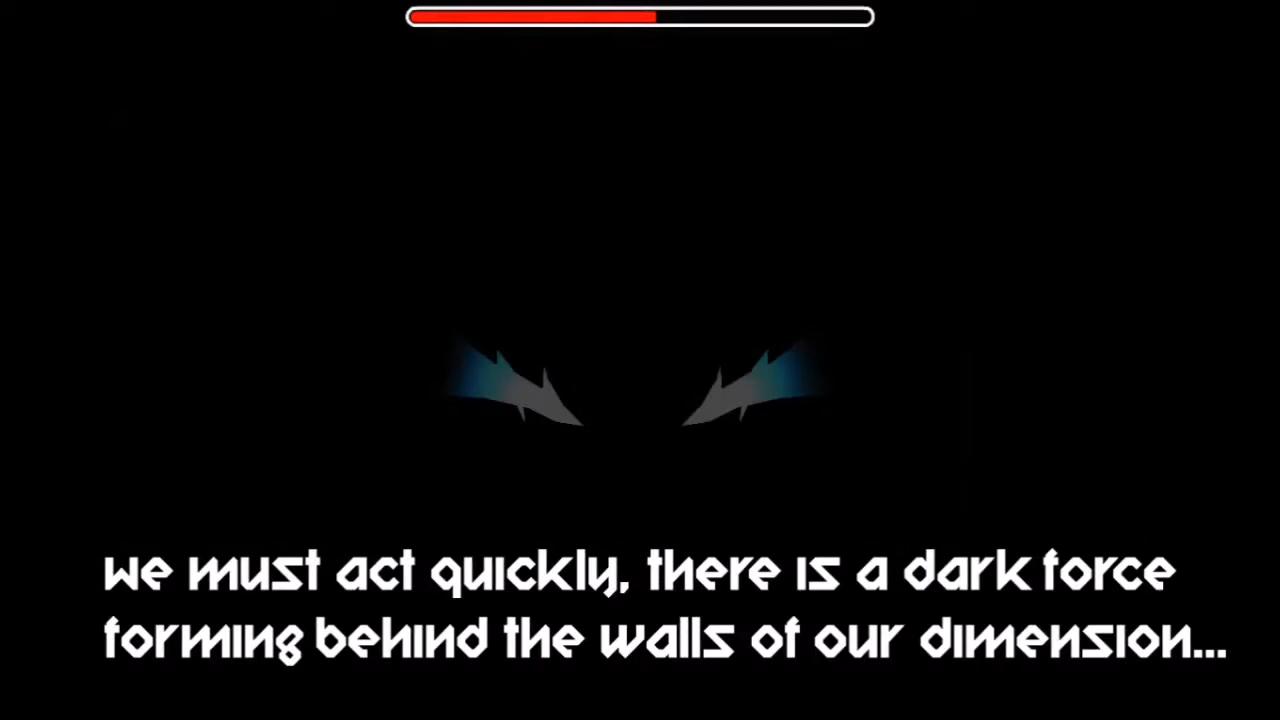 we must act quickly, there is a dark force
forming behind the walls of our dimension...